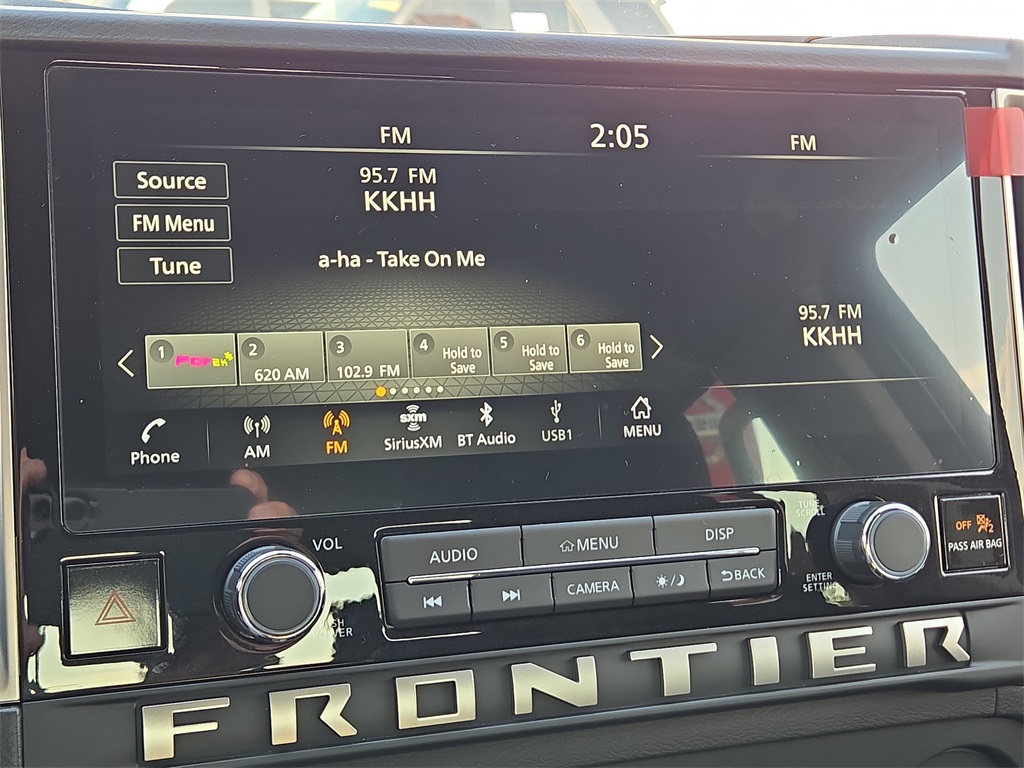 FM
2:05
FM
Source
FM Menu
Tune
95.7 FM
KKHH
a-ha - Take On Me
95.7 FM
KKHH
1
2
620 AM
3
102.9 FM
4
Hold to
Save
5
Hold to
Save
6
Hold to
Save
Phone
AM
FM
sxm
SiriusXM
BT Audio
USB1
MENU
VOL
AUDIO
MENU
DISP
CAMERA
BACK
TUNE
SCROLL
ENTER
SETTING
OFF
2
PASS AIR BAG
POWER
FRONTIER